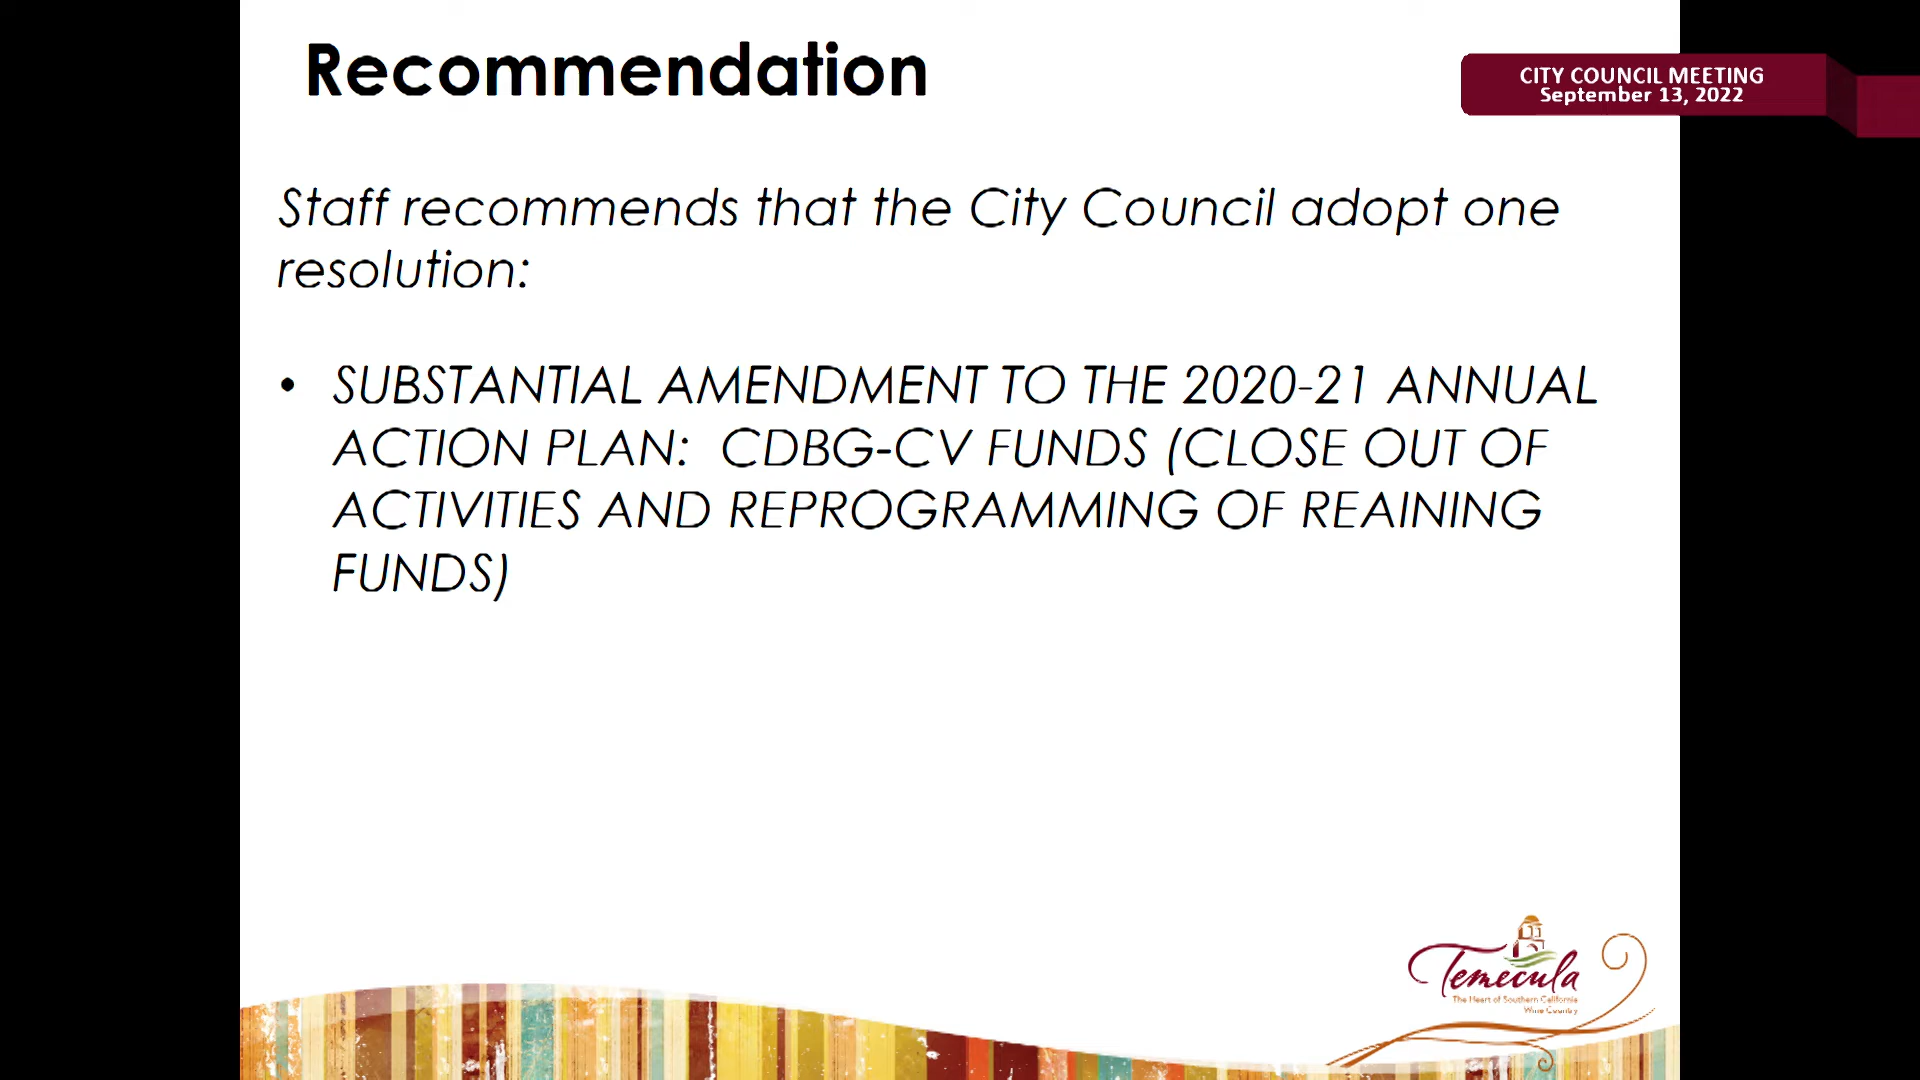 Recommendation
CITY COUNCIL MEETING
September 13, 2022
Staff recommends that the City Council adopt one
resolution:
• SUBSTANTIAL AMENDMENT TO THE 2020-21 ANNUAL
ACTION PLAN: CDBG-CV FUNDS (CLOSE OUT OF
ACTIVITIES AND REPROGRAMMING OF REAINING
FUNDS)
Temecula
The Heart of Southern California
Wine Country